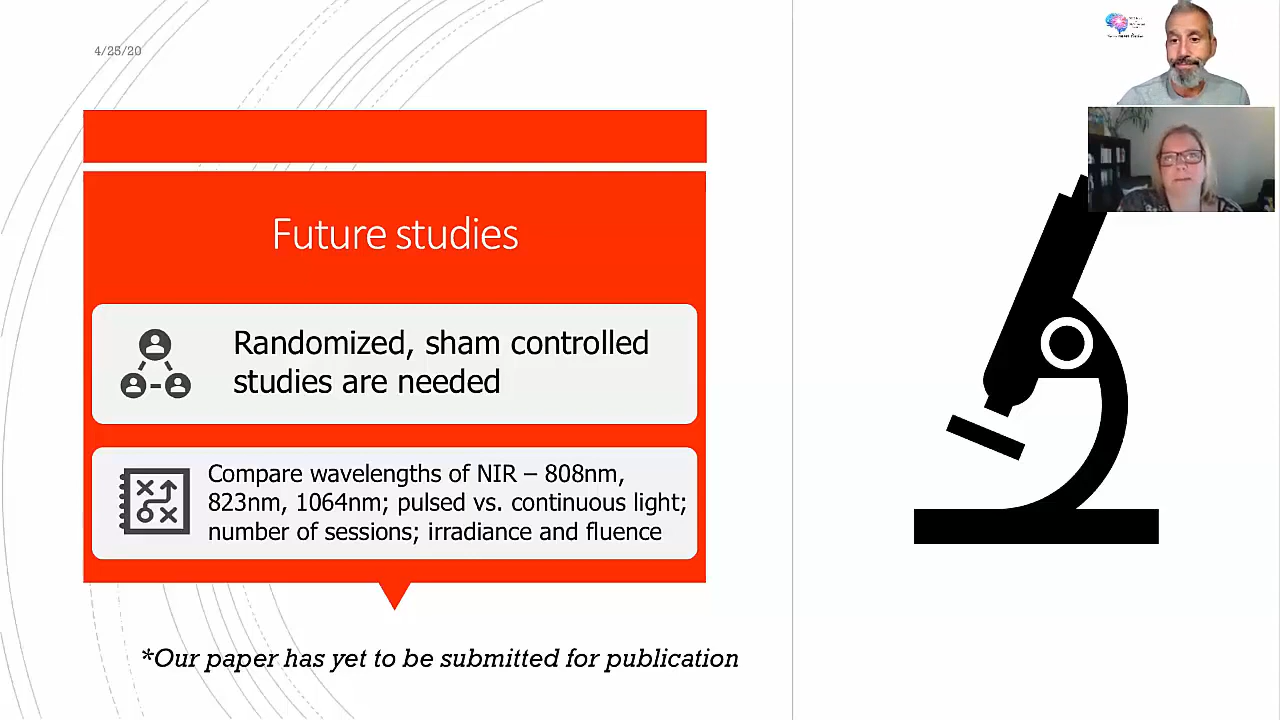 4/25/20
Future studies
Randomized, sham controlled
studies are needed
Compare wavelengths of NIR – 808nm,
823nm, 1064nm; pulsed vs. continuous light;
number of sessions; irradiance and fluence
*Our paper has yet to be submitted for publication